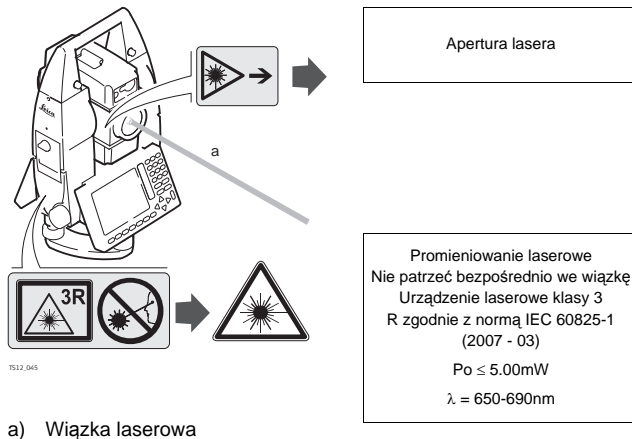 Apertura lasera
Leica
a
Promieniowanie laserowe
Nie patrzeć bezpośrednio we wiązkę
Urządzenie laserowe klasy 3
R zgodnie z normą IEC 60825-1
(2007 - 03)
Po ≤ 5.00mW
λ = 650-690nm
3R
TS12_045
a) Wiązka laserowa